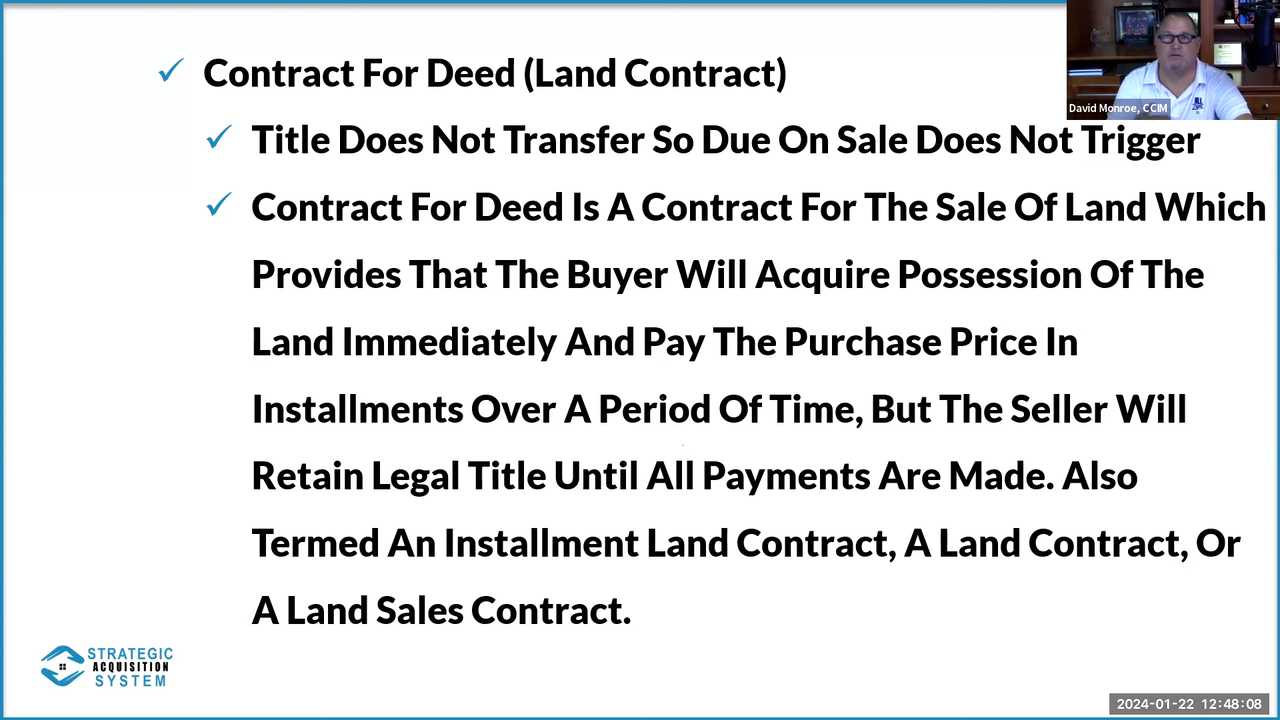 Contract For Deed (Land Contract)
Title Does Not Transfer So Due On Sale Does Not Trigger
Contract For Deed Is A Contract For The Sale Of Land Which
Provides That The Buyer Will Acquire Possession Of The
Land Immediately And Pay The Purchase Price In
Installments Over A Period Of Time, But The Seller Will
Retain Legal Title Until All Payments Are Made. Also
Termed An Installment Land Contract, A Land Contract, Or
A Land Sales Contract.
David Monroe, CCIM
STRATEGIC
ACQUISITION
SYSTEM
2024-01-22 12:48:08